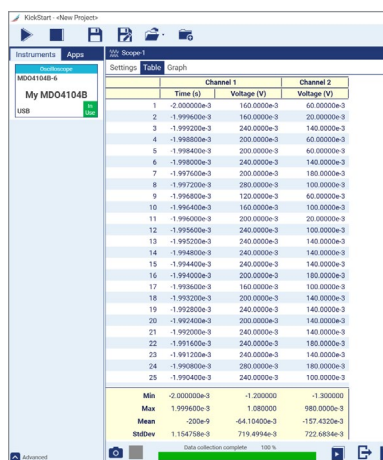 KickStart - <New Project>
Instruments Apps
Scope-1
Oscilloscope
MDO4104B-6
My MDO4104B
USB
In Use
Settings Table Graph
Channel 1 Channel 2
Time (s) Voltage (V) Voltage (V)
1 -2.000000e-3 160.0000e-3 60.00000e-3
2 -1.999600e-3 160.0000e-3 20.00000e-3
3 -1.999200e-3 240.0000e-3 140.0000e-3
4 -1.998800e-3 200.0000e-3 60.00000e-3
5 -1.998400e-3 200.0000e-3 60.00000e-3
6 -1.998000e-3 240.0000e-3 140.0000e-3
7 -1.997600e-3 200.0000e-3 180.0000e-3
8 -1.997200e-3 280.0000e-3 100.0000e-3
9 -1.996800e-3 120.0000e-3 60.00000e-3
10 -1.996400e-3 160.0000e-3 100.0000e-3
11 -1.996000e-3 200.0000e-3 20.00000e-3
12 -1.995600e-3 240.0000e-3 100.0000e-3
13 -1.995200e-3 240.0000e-3 140.0000e-3
14 -1.994800e-3 240.0000e-3 140.0000e-3
15 -1.994400e-3 240.0000e-3 140.0000e-3
16 -1.994000e-3 200.0000e-3 180.0000e-3
17 -1.993600e-3 160.0000e-3 100.0000e-3
18 -1.993200e-3 200.0000e-3 140.0000e-3
19 -1.992800e-3 240.0000e-3 140.0000e-3
20 -1.992400e-3 200.0000e-3 140.0000e-3
21 -1.992000e-3 240.0000e-3 140.0000e-3
22 -1.991600e-3 240.0000e-3 180.0000e-3
23 -1.991200e-3 240.0000e-3 140.0000e-3
24 -1.990800e-3 280.0000e-3 180.0000e-3
25 -1.990400e-3 240.0000e-3 100.0000e-3
Min -2.000000e-3 -1.200000 -1.300000
Max 1.999600e-3 1.080000 980.0000e-3
Mean -200e-9 -64.10400e-3 -157.4320e-3
StdDev 1.154758e-3 719.4994e-3 722.6834e-3
Data collection complete 100 %
Advanced